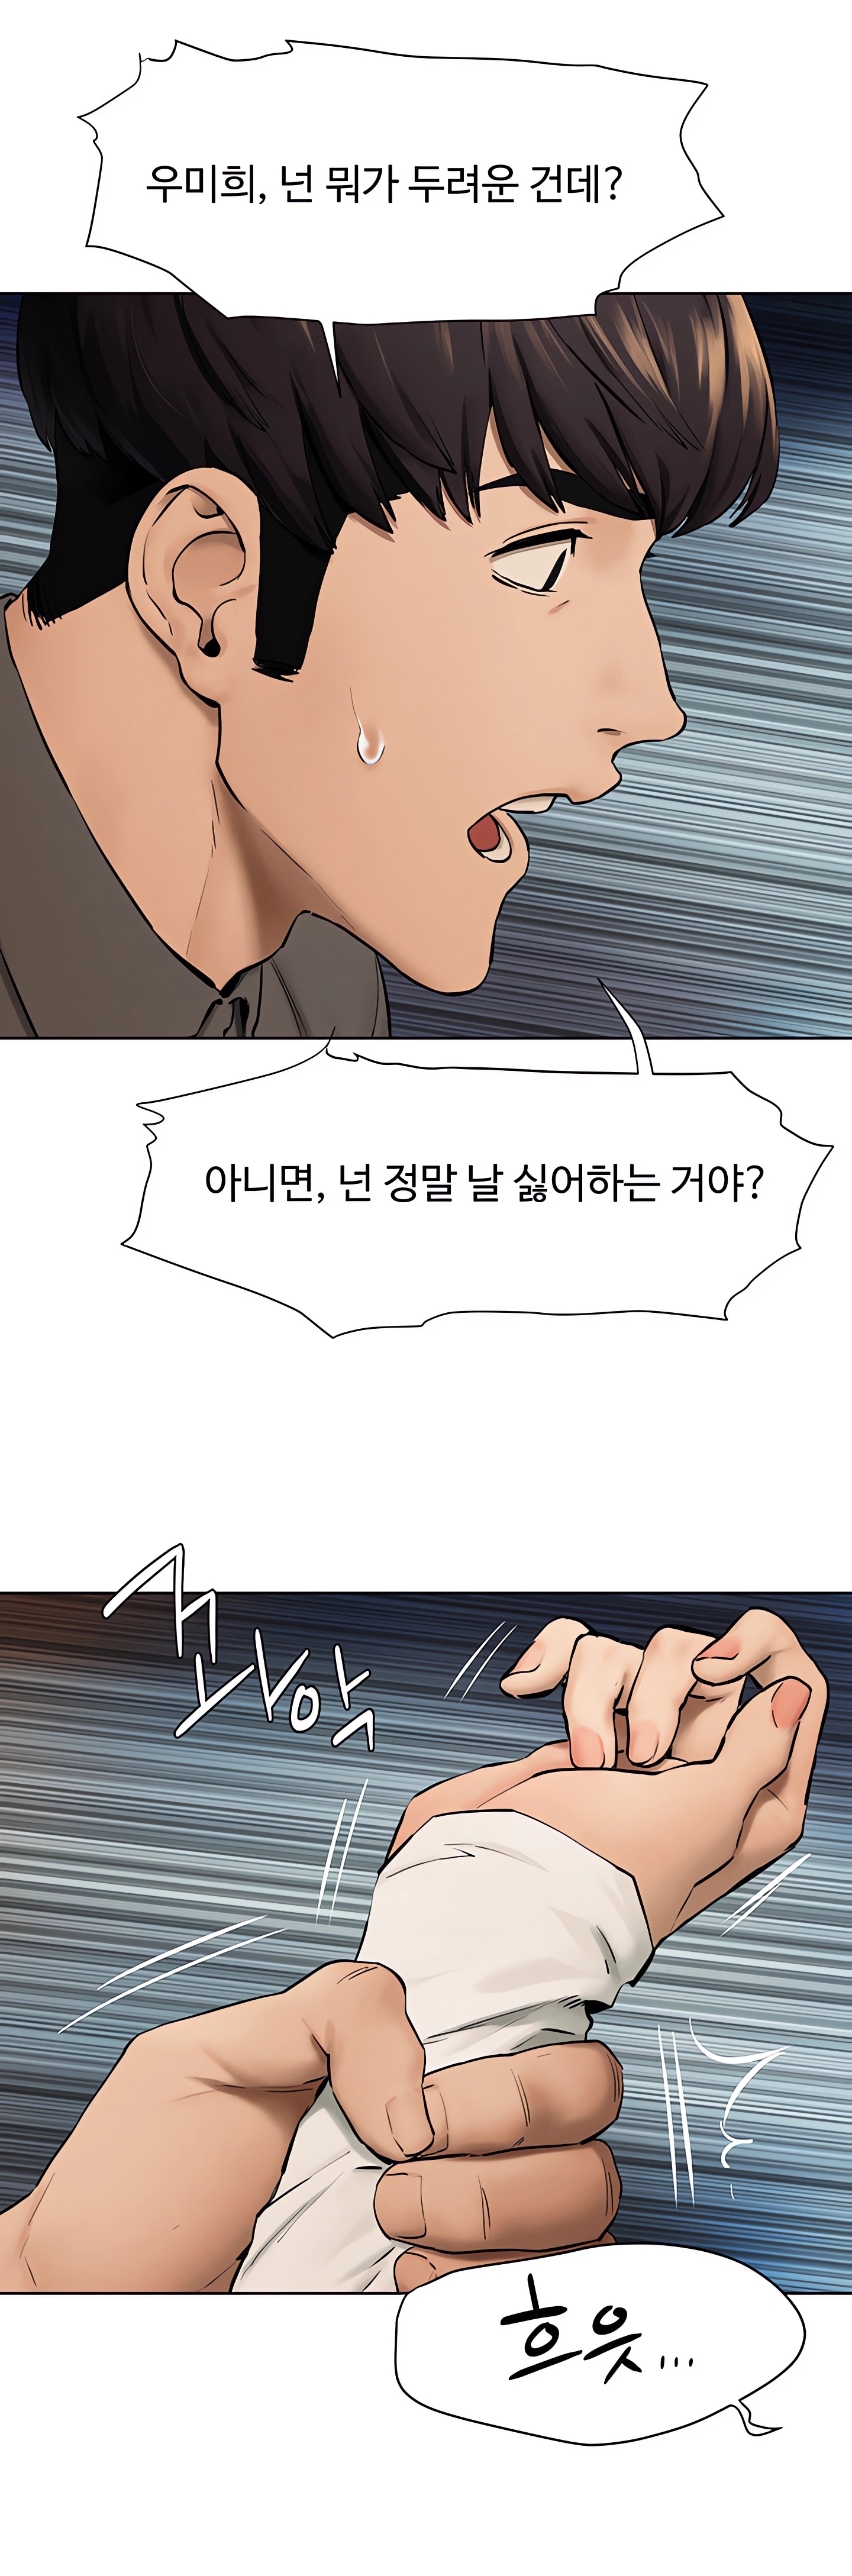 우미희, 넌 뭐가 두려운 건데?
아니면, 넌 정말 날 싫어하는 거야?
콰악
흐읏...